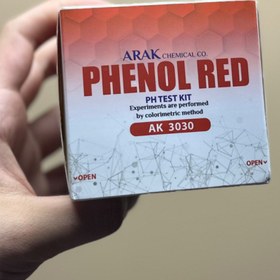 ARAK CHEMICAL CO.
PHENOL RED
PH TEST KIT
Experiments are performed
by colorimetric method
AK 3030
OPEN
OPEN